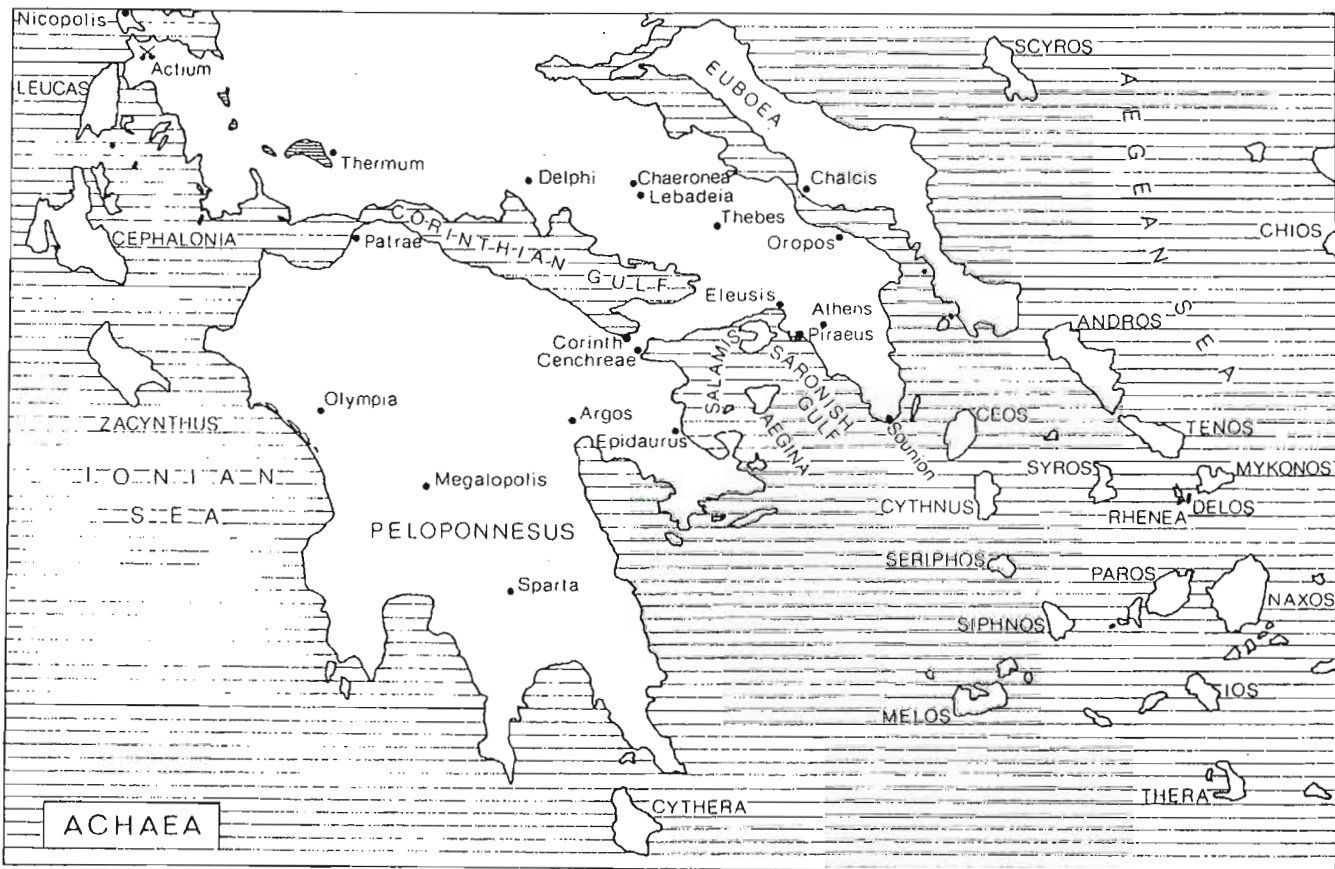 Nicopolis
Actium
LEUCAS
Thermum
CEPHALONIA
Patrae
CORINTHIAN GULF
Delphi
Chaeronea
Lebadeia
Thebes
EUBOEA
Chalcis
Oropos
SCYROS
AEGEAN SEA
CHIOS
Eleusis
Athens
Piraeus
Corinth
Cenchreae
SALAMIS
SARONISH
GULF
AEGINA
Sounion
ANDROS
CEOS
TENOS
ZACYNTHUS
Olympia
Argos
Epidaurus
IONIAN
SEA
Megalopolis
PELOPONNESUS
Sparta
SYROS
MYKONOS
CYTHNUS
RHENEA
DELOS
SERIPHOS
PAROS
NAXOS
SIPHNOS
MELOS
IOS
THERA
CYTHERA
ACHAEA